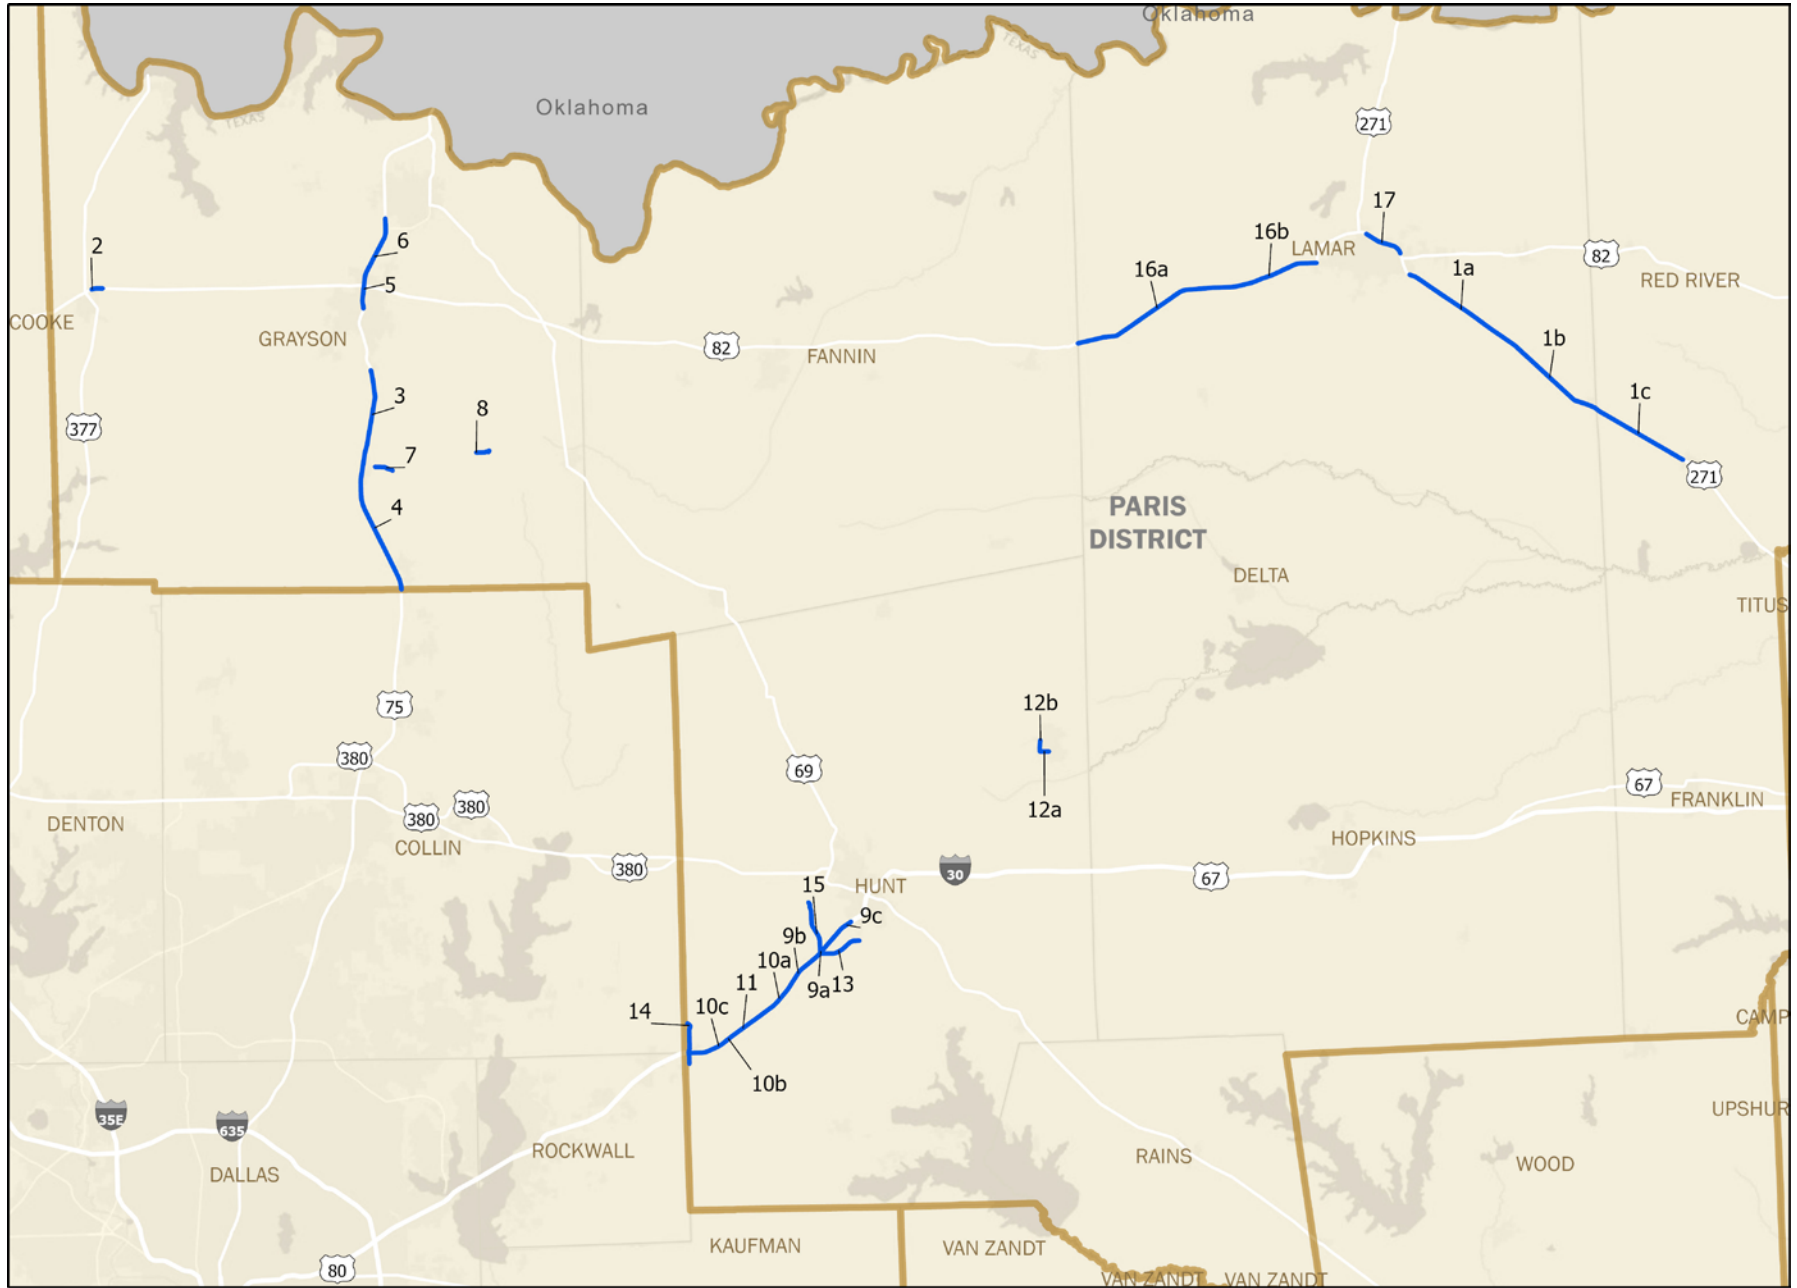 Oklahoma
TEXAS
Oklahoma
TEXAS
271
17
2
6
16b
LAMAR
82
16a
1a
5
RED RIVER
COOKE
GRAYSON
82
FANNIN
1b
3
1c
8
377
7
271
4
PARIS
DISTRICT
DELTA
TITUS
75
12b
380
69
67
FRANKLIN
380
380
12a
DENTON
COLLIN
HOPKINS
380
30
67
15
HUNT
9c
9b
10a
11
9a
13
14
10c
CAMP
10b
35E
635
UPSHUR
ROCKWALL
RAINS
WOOD
DALLAS
KAUFMAN
VAN ZANDT
80
VAN ZANDT
VAN ZANDT